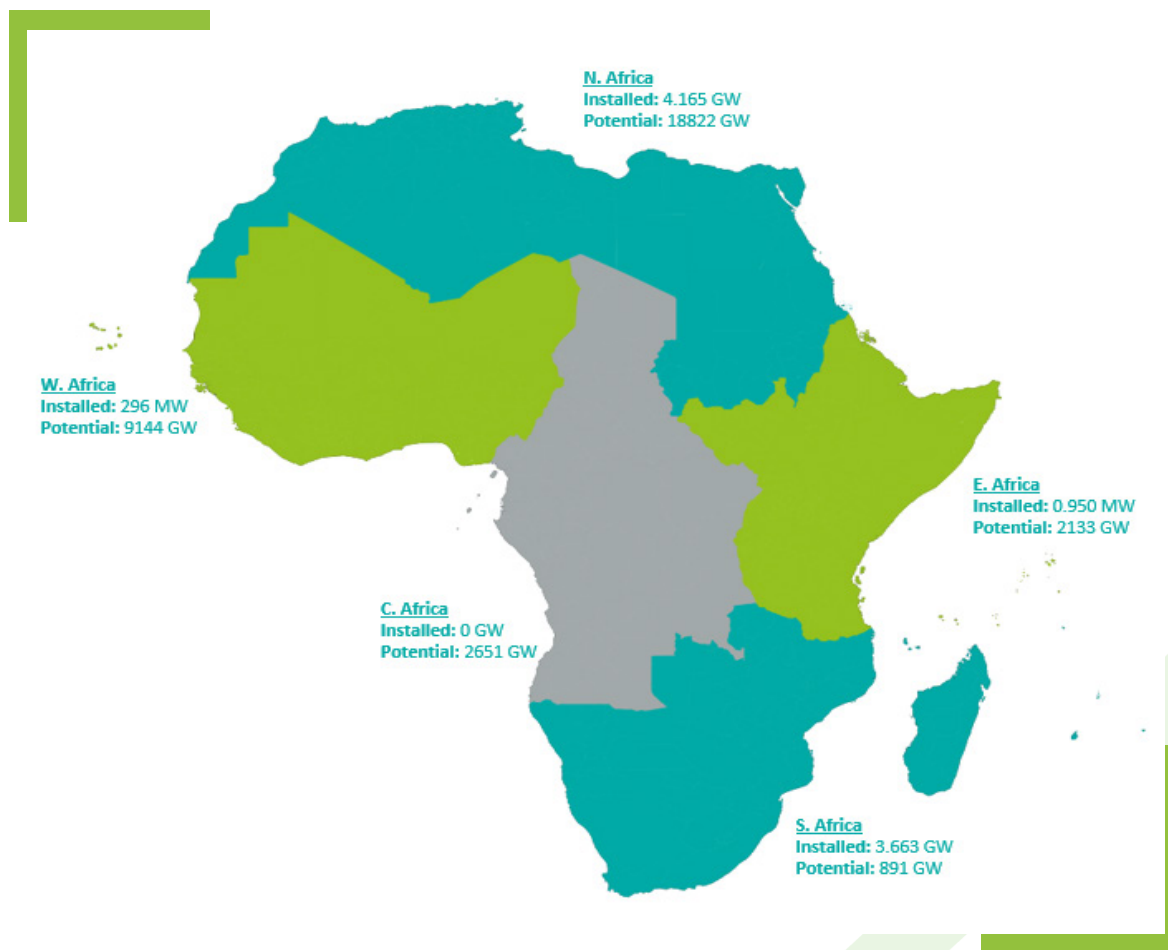 N. Africa
Installed: 4.165 GW
Potential: 18822 GW
W. Africa
Installed: 296 MW
Potential: 9144 GW
E. Africa
Installed: 0.950 MW
Potential: 2133 GW
C. Africa
Installed: 0 GW
Potential: 2651 GW
S. Africa
Installed: 3.663 GW
Potential: 891 GW